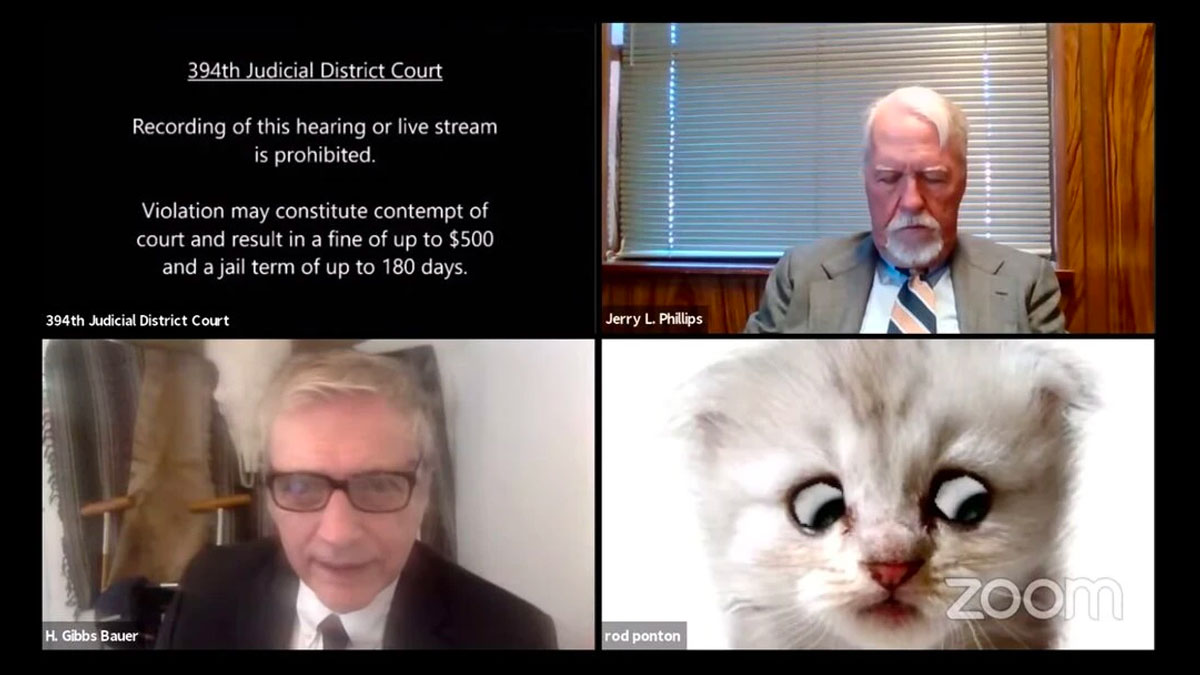 394th Judicial District Court
Recording of this hearing or live stream
is prohibited.
Violation may constitute contempt of
court and result in a fine of up to $500
and a jail term of up to 180 days.
394th Judicial District Court
Jerry L. Phillips
H. Gibbs Bauer
rod ponton
zoom